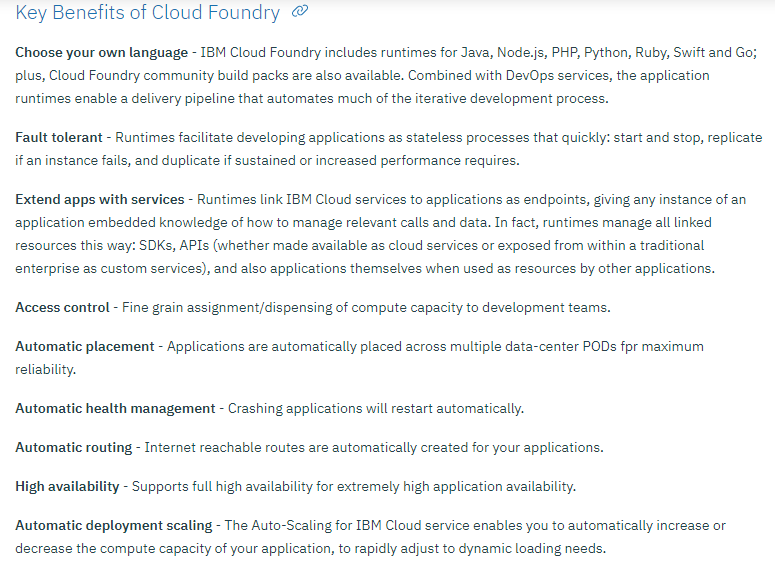 Key Benefits of Cloud Foundry
Choose your own language - IBM Cloud Foundry includes runtimes for Java, Node.js, PHP, Python, Ruby, Swift and Go;
plus, Cloud Foundry community build packs are also available. Combined with DevOps services, the application
runtimes enable a delivery pipeline that automates much of the iterative development process.
Fault tolerant - Runtimes facilitate developing applications as stateless processes that quickly: start and stop, replicate
if an instance fails, and duplicate if sustained or increased performance requires.
Extend apps with services - Runtimes link IBM Cloud services to applications as endpoints, giving any instance of an
application embedded knowledge of how to manage relevant calls and data. In fact, runtimes manage all linked
resources this way: SDKs, APIs (whether made available as cloud services or exposed from within a traditional
enterprise as custom services), and also applications themselves when used as resources by other applications.
Access control - Fine grain assignment/dispensing of compute capacity to development teams.
Automatic placement - Applications are automatically placed across multiple data-center PODs fpr maximum
reliability.
Automatic health management - Crashing applications will restart automatically.
Automatic routing - Internet reachable routes are automatically created for your applications.
High availability - Supports full high availability for extremely high application availability.
Automatic deployment scaling - The Auto-Scaling for IBM Cloud service enables you to automatically increase or
decrease the compute capacity of your application, to rapidly adjust to dynamic loading needs.